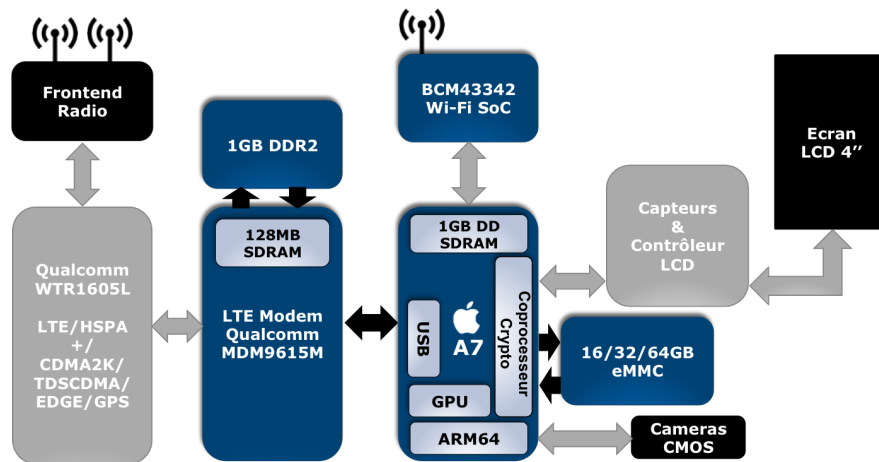 Frontend
Radio
BCM43342
Wi-Fi SoC
Ecran
LCD 4’’
1GB DDR2
128MB
SDRAM
1GB DD
SDRAM
Capteurs
&
Contrôleur
LCD
Qualcomm
WTR1605L
LTE/HSPA
+/
CDMA2K/
TDSCDMA/
EDGE/GPS
LTE Modem
Qualcomm
MDM9615M
USB
A7
Coprocesseur
Crypto
16/32/64GB
eMMC
GPU
ARM64
Cameras
CMOS